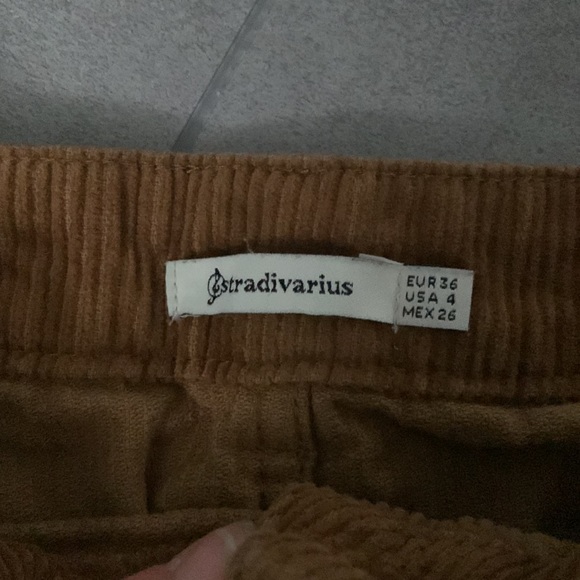 stradivarius
EUR 36
USA 4
MEX 26